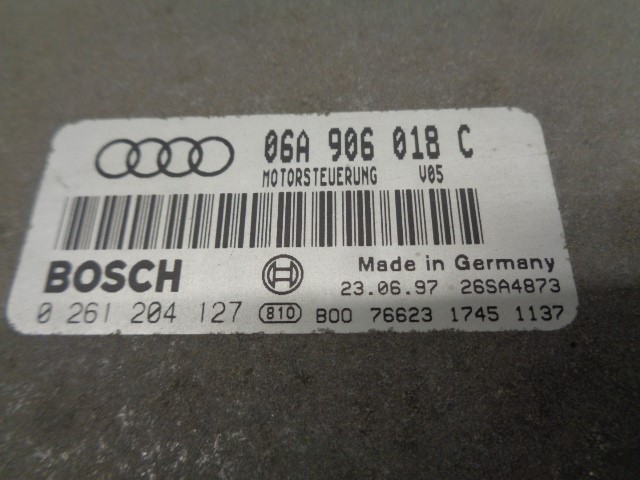 06A 906 018 C
MOTORSTEUERUNG V05
BOSCH
Made in Germany
23.06.97 26SA4873
0 261 204 127 810 B00 76623 1745 1137